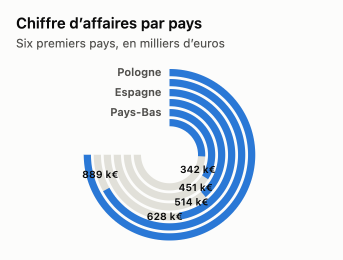 Chiffre d’affaires par pays
Six premiers pays, en milliers d’euros
Pologne
Espagne
Pays-Bas
342 k€
889 k€
451 k€
514 k€
628 k€